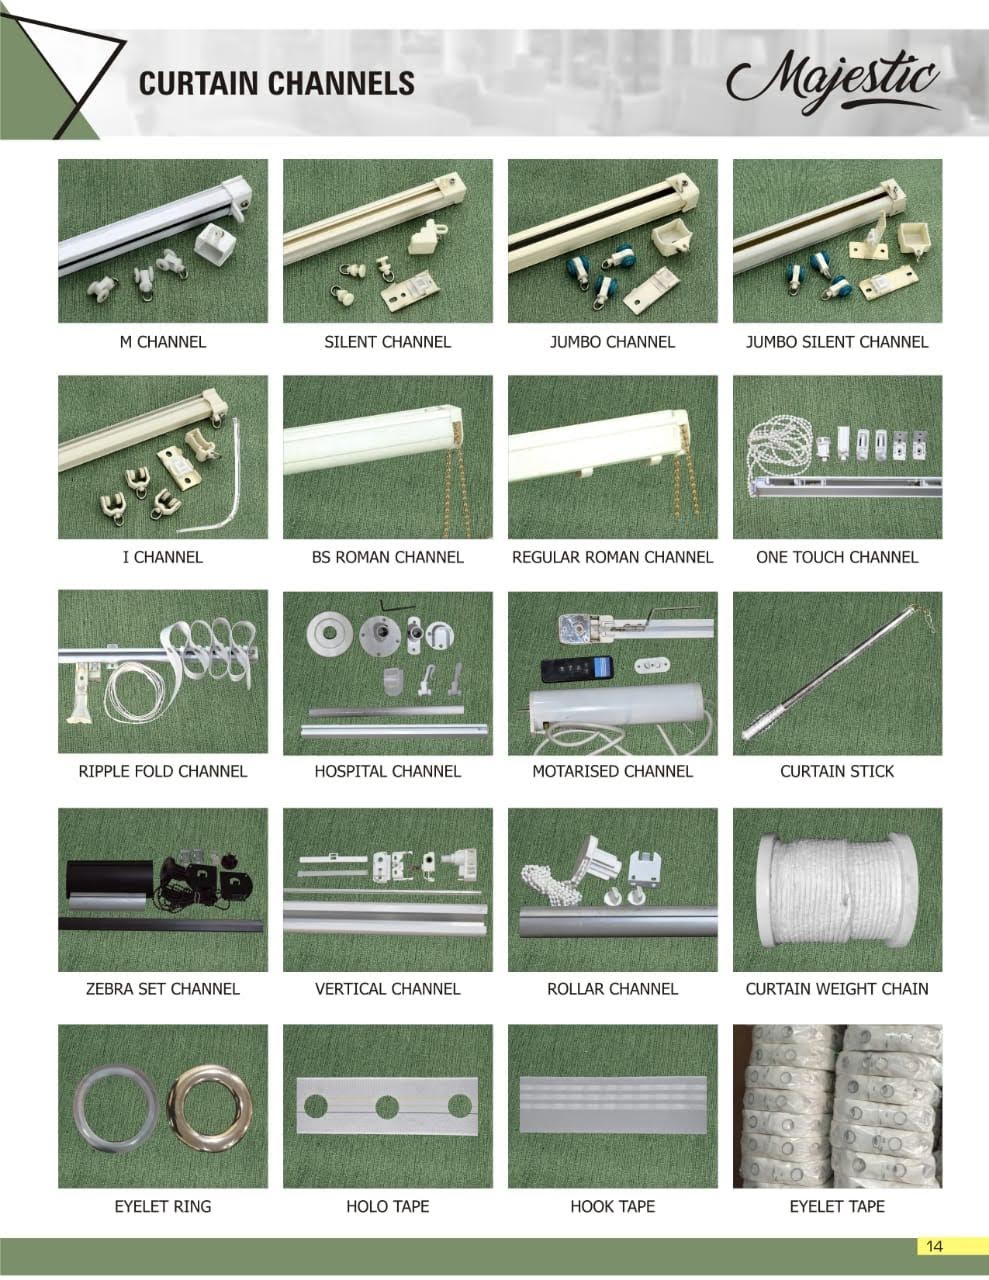 CURTAIN CHANNELS
Majestic
M CHANNEL
SILENT CHANNEL
JUMBO CHANNEL
JUMBO SILENT CHANNEL
I CHANNEL
BS ROMAN CHANNEL
REGULAR ROMAN CHANNEL
ONE TOUCH CHANNEL
RIPPLE FOLD CHANNEL
HOSPITAL CHANNEL
MOTARISED CHANNEL
CURTAIN STICK
ZEBRA SET CHANNEL
VERTICAL CHANNEL
ROLLAR CHANNEL
CURTAIN WEIGHT CHAIN
EYELET RING
HOLO TAPE
HOOK TAPE
EYELET TAPE
14